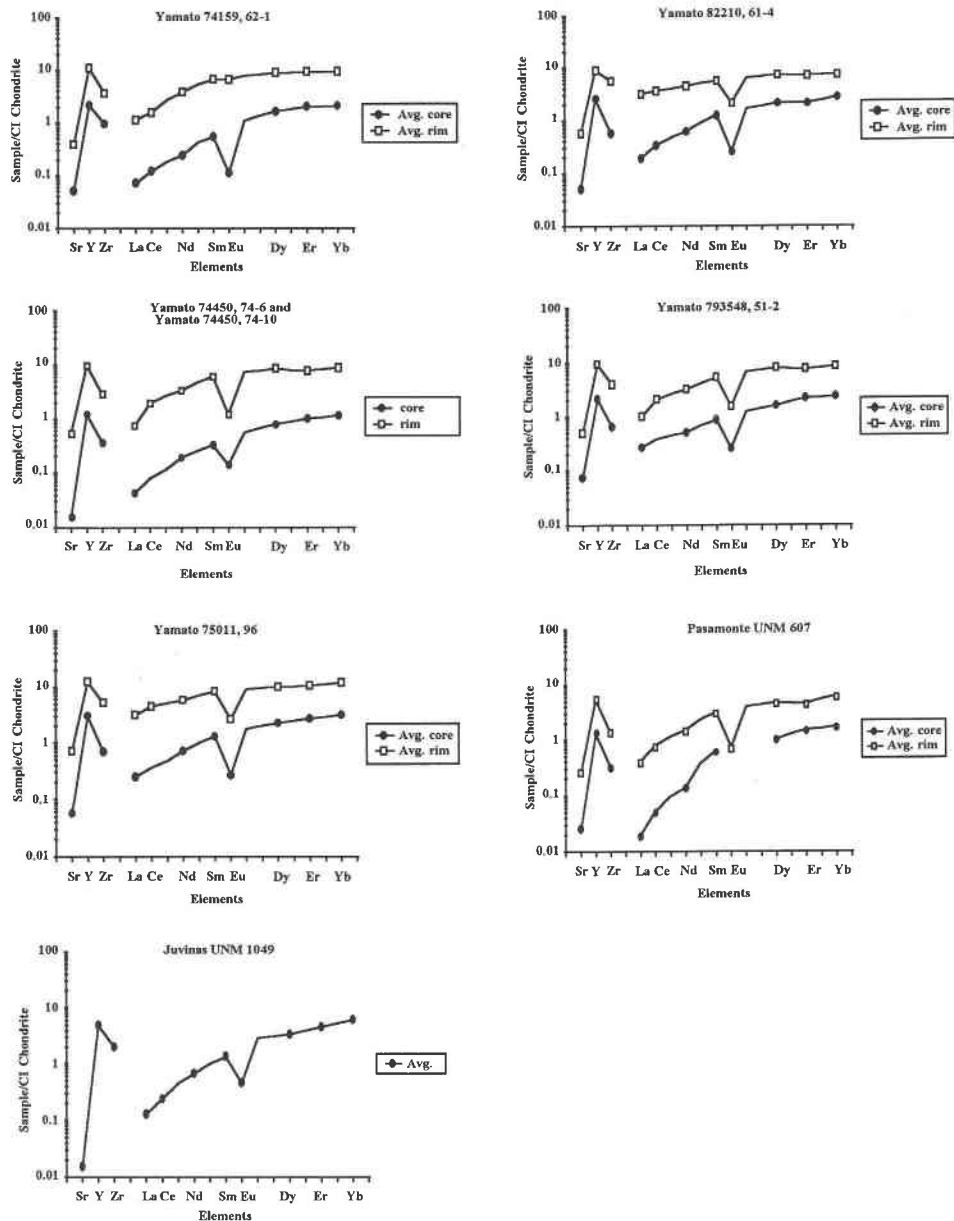 Yamato 74159, 62-1
100
10
1
0.1
0.01
Sample/CI Chondrite
Sr Y Zr La Ce Nd Sm Eu Dy Er Yb
Elements
Avg. core
Avg. rim
Yamato 82210, 61-4
100
10
1
0.1
0.01
Sample/CI Chondrite
Sr Y Zr La Ce Nd Sm Eu Dy Er Yb
Elements
Avg. core
Avg. rim
Yamato 74450, 74-6 and
Yamato 74450, 74-10
100
10
1
0.1
0.01
Sample/CI Chondrite
Sr Y Zr La Ce Nd Sm Eu Dy Er Yb
Elements
core
rim
Yamato 793548, 51-2
100
10
1
0.1
0.01
Sample/CI Chondrite
Sr Y Zr La Ce Nd Sm Eu Dy Er Yb
Elements
Avg. core
Avg. rim
Yamato 75011, 96
100
10
1
0.1
0.01
Sample/CI Chondrite
Sr Y Zr La Ce Nd Sm Eu Dy Er Yb
Elements
Avg. core
Avg. rim
Pasamonte UNM 607
100
10
1
0.1
0.01
Sample/CI Chondrite
Sr Y Zr La Ce Nd Sm Eu Dy Er Yb
Elements
Avg. core
Avg. rim
Juvinas UNM 1049
100
10
1
0.1
0.01
Sample/CI Chondrite
Sr Y Zr La Ce Nd Sm Eu Dy Er Yb
Elements
Avg.